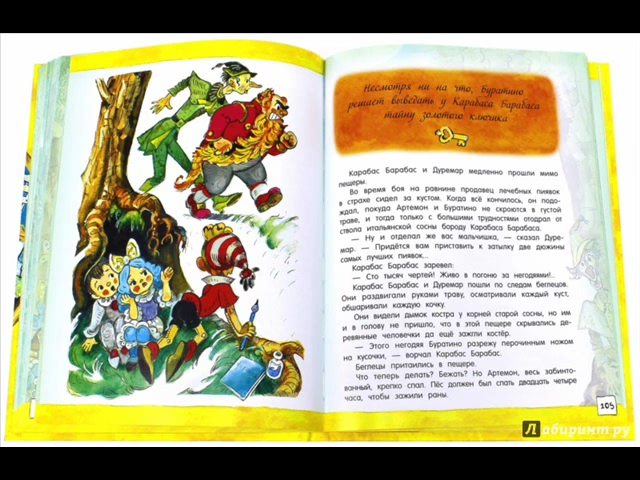 Несмотря ни на что, Буратино
решает выведать у Карабаса Барабаса
тайну золотого ключика
Карабас Барабас и Дуремар медленно прошли мимо
пещеры.
Во время боя на равнине продавец лечебных пиявок
в страхе сидел за кустом. Когда всё кончилось, он подо-
ждал, покуда Артемон и Буратино не скроются в густой
траве, и тогда только с большими трудностями отодрал от
ствола итальянской сосны бороду Карабаса Барабаса.
— Ну и отделал же вас мальчишка, — сказал Дуре-
мар. — Придётся вам приставить к затылку две дюжины
самых лучших пиявок...
Карабас Барабас заревел:
— Сто тысяч чертей! Живо в погоню за негодяями!..
Карабас Барабас и Дуремар пошли по следам беглецов.
Они раздвигали руками траву, осматривали каждый куст,
обшаривали каждую кочку.
Они видели дымок костра у корней старой сосны, но им
и в голову не пришло, что в этой пещере скрывались де-
ревянные человечки да ещё зажгли костёр.
— Этого негодяя Буратино разрежу перочинным ножом
на кусочки, — ворчал Карабас Барабас.
Беглецы притаились в пещере.
Что теперь делать? Бежать? Но Артемон, весь забинто-
ванный, крепко спал. Пёс должен был спать двадцать четыре
часа, чтобы зажили раны.
105
Лабиринт.ру